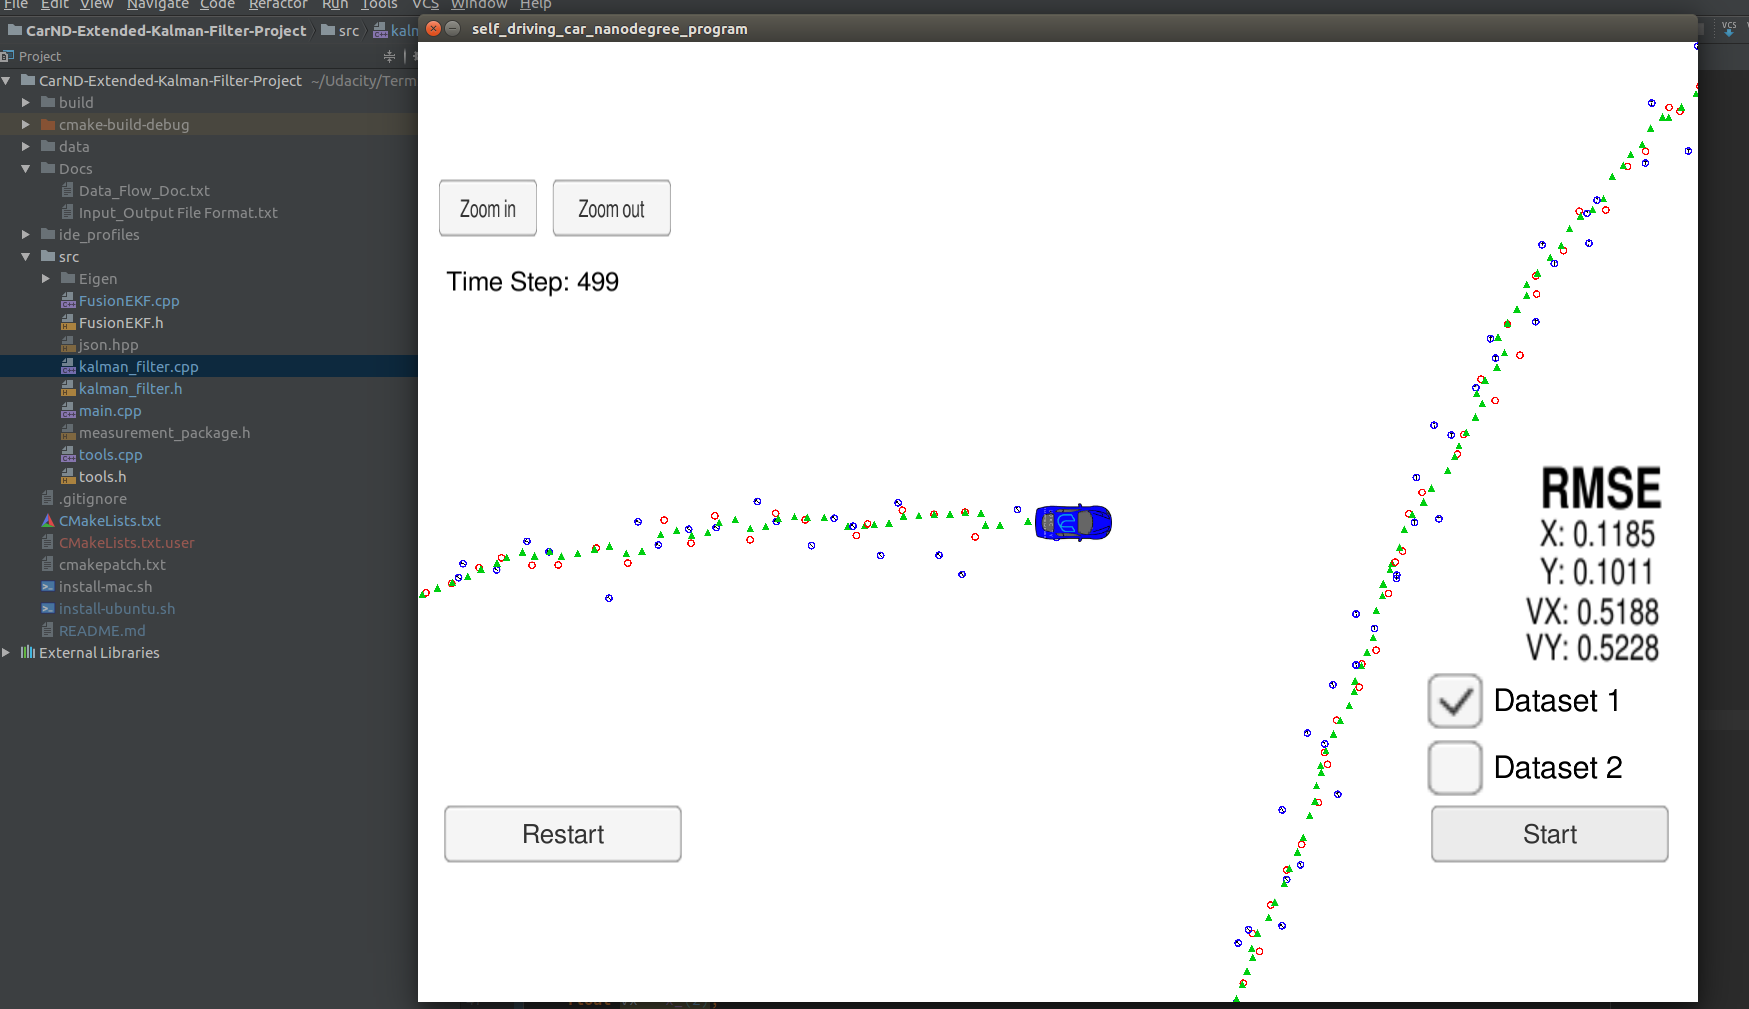 File Edit View Navigate Code Refactor Run Tools VCS Window Help
CarND-Extended-Kalman-Filter-Project src
self_driving_car_nanodegree_program
VCS
Project
CarND-Extended-Kalman-Filter-Project ~/Udacity/Term
build
cmake-build-debug
data
Docs
Data_Flow_Doc.txt
Input_Output File Format.txt
ide_profiles
src
Eigen
FusionEKF.cpp
FusionEKF.h
json.hpp
kalman_filter.cpp
kalman_filter.h
main.cpp
measurement_package.h
tools.cpp
tools.h
.gitignore
CMakeLists.txt
CMakeLists.txt.user
cmakepatch.txt
install-mac.sh
install-ubuntu.sh
README.md
External Libraries
Zoom in Zoom out
Time Step: 499
RMSE
X: 0.1185
Y: 0.1011
VX: 0.5188
VY: 0.5228
Dataset 1
Dataset 2
Restart
Start